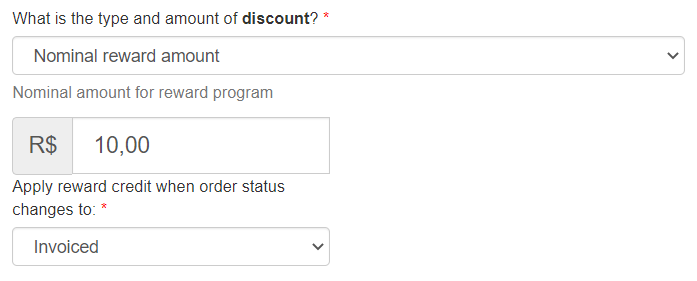 What is the type and amount of discount? *
Nominal reward amount
Nominal amount for reward program
R$ 10,00
Apply reward credit when order status
changes to: *
Invoiced